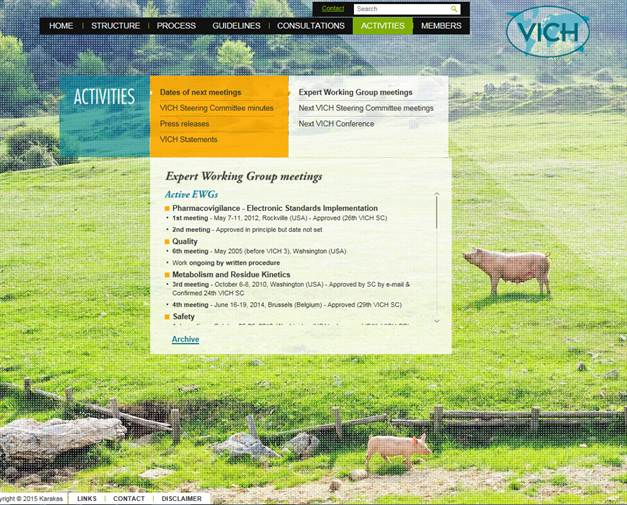 Contact
Search
HOME
STRUCTURE
PROCESS
GUIDELINES
CONSULTATIONS
ACTIVITIES
MEMBERS
VICH
ACTIVITIES
Dates of next meetings
VICH Steering Committee minutes
Press releases
VICH Statements
Expert Working Group meetings
Next VICH Steering Committee meetings
Next VICH Conference
Expert Working Group meetings
Active EWGs
Pharmacovigilance - Electronic Standards Implementation
1st meeting - May 7-11, 2012, Rockville (USA) - Approved (26th VICH SC)
2nd meeting - Approved in principle but date not set
Quality
6th meeting - May 2005 (before VICH 3), Wahsington (USA)
Work ongoing by written procedure
Metabolism and Residue Kinetics
3rd meeting - October 6-8, 2010, Washington (USA) - Approved by SC by e-mail &
Confirmed 24th VICH SC
4th meeting - June 16-19, 2014, Brussels (Belgium) - Approved (29th VICH SC)
Safety
Archive
yright © 2015 Karakas
LINKS
CONTACT
DISCLAIMER